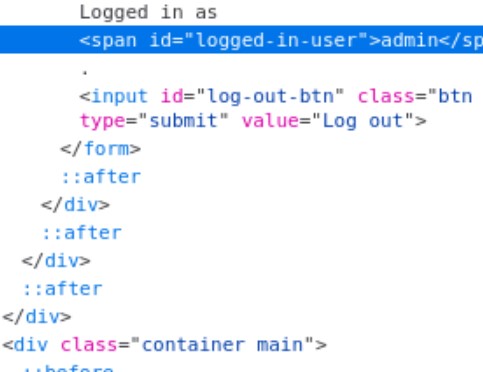 Logged in as
<span id="logged-in-user">admin</sp
.
<input id="log-out-btn" class="btn
type="submit" value="Log out">
</form>
::after
</div>
::after
</div>
::after
</div>
<div class="container main">
::before